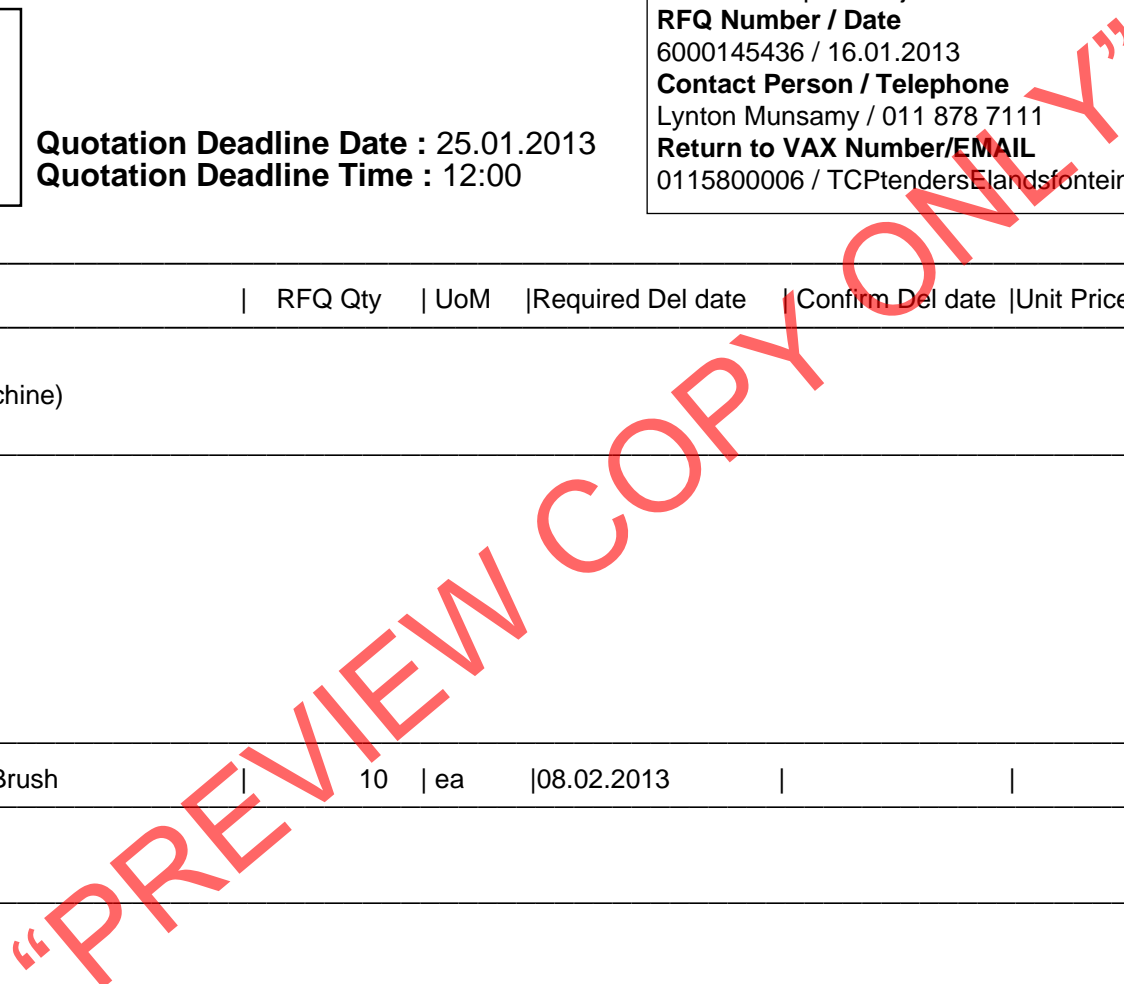 RFQ Number / Date
6000145436 / 16.01.2013
Contact Person / Telephone
Lynton Munsamy / 011 878 7111
Quotation Deadline Date : 25.01.2013
Return to VAX Number/EMAIL
Quotation Deadline Time : 12:00
0115800006 / TCPtendersElandsfontein
| RFQ Qty | UoM |Required Del date | Confirm Del date |Unit Price
chine)
Brush | 10 | ea |08.02.2013 | |
“PREVIEW COPY ONLY”